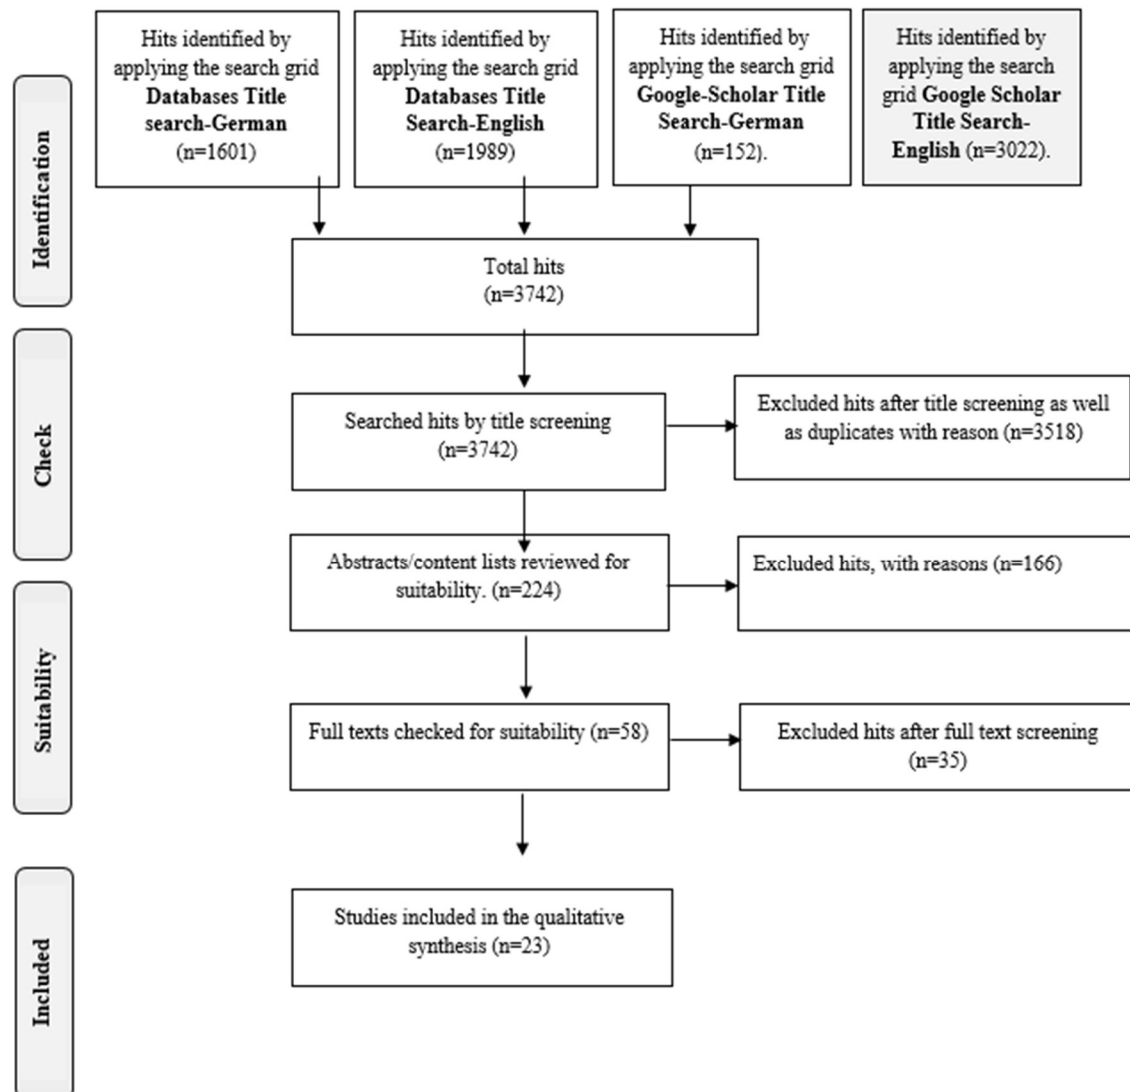 Hits identified by
applying the search grid
Databases Title
search-German
(n=1601)
Hits identified by
applying the search grid
Databases Title
Search-English
(n=1989)
Hits identified by
applying the search grid
Google-Scholar Title
Search-German
(n=152).
Hits identified by
applying the search
grid Google Scholar
Title Search-
English (n=3022).
Identification
Total hits
(n=3742)
Check
Searched hits by title screening
(n=3742)
Excluded hits after title screening as well
as duplicates with reason (n=3518)
Abstracts/content lists reviewed for
suitability. (n=224)
Excluded hits, with reasons (n=166)
Suitability
Full texts checked for suitability (n=58)
Excluded hits after full text screening
(n=35)
Included
Studies included in the qualitative
synthesis (n=23)